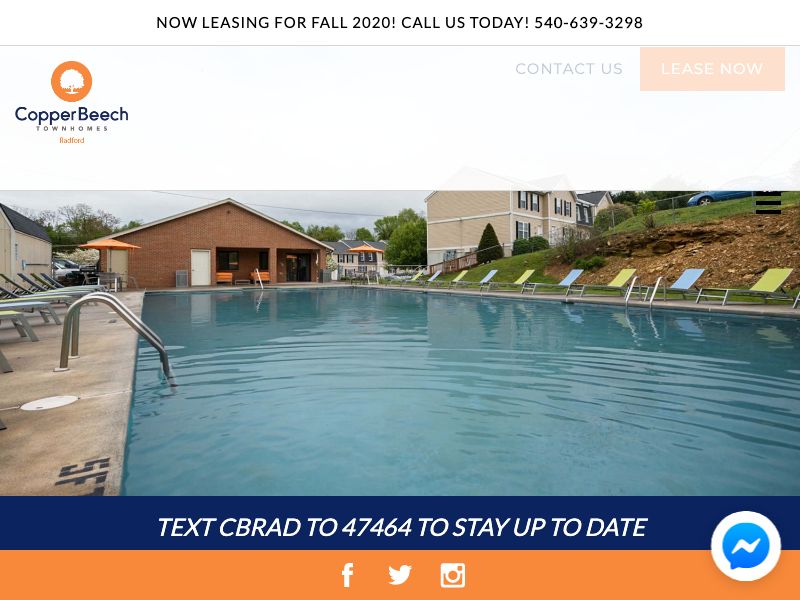 NOW LEASING FOR FALL 2020! CALL US TODAY! 540-639-3298
CONTACT US
LEASE NOW
CopperBeech
TOWNHOMES
Radford
5FT
TEXT CBRAD TO 47464 TO STAY UP TO DATE